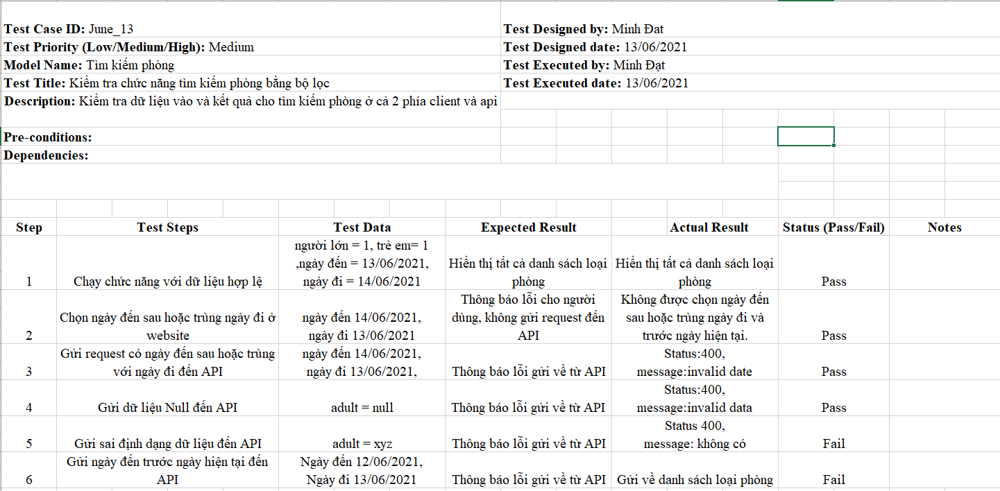 Test Case ID: June_13
Test Designed by: Minh Đat
Test Priority (Low/Medium/High): Medium
Test Designed date: 13/06/2021
Model Name: Tìm kiếm phòng
Test Executed by: Minh Đạt
Test Title: Kiểm tra chức năng tìm kiếm phòng bằng bộ lọc
Test Executed date: 13/06/2021
Description: Kiểm tra dữ liệu vào và kết quả cho tìm kiếm phòng ở cả 2 phía client và api
Pre-conditions:
Dependencies:
Step Test Steps Test Data Expected Result Actual Result Status (Pass/Fail) Notes
1
Chạy chức năng với dữ liệu hợp lệ
người lớn = 1, trẻ em= 1
,ngày đến = 13/06/2021,
ngày đi = 14/06/2021
Hiển thị tất cả danh sách loại
phòng
Hiển thị tất cả danh sách loại
phòng
Pass
2
Chọn ngày đến sau hoặc trùng ngày đi ở
website
ngày đến 14/06/2021,
ngày đi 13/06/2021
Thông báo lỗi cho người
dùng, không gửi request đến
API
Không được chọn ngày đến
sau hoặc trùng ngày đi và
trước ngày hiện tại.
Pass
3
Gửi request có ngày đến sau hoặc trùng
với ngày đi đến API
ngày đến 14/06/2021,
ngày đi 13/06/2021,
Thông báo lỗi gửi về từ API
Status:400,
message:invalid date
Pass
4
Gửi dữ liệu Null đến API
adult = null
Thông báo lỗi gửi về từ API
Status:400,
message:invalid data
Pass
5
Gửi sai định dạng dữ liệu đến API
adult = xyz
Thông báo lỗi gửi về từ API
Status 400,
message: không có
Fail
6
Gửi ngày đến trước ngày hiện tại đến
API
Ngày đến 12/06/2021,
Ngày đi 13/06/2021
Thông báo lỗi gửi về từ API
Gửi về danh sách loại phòng
Fail